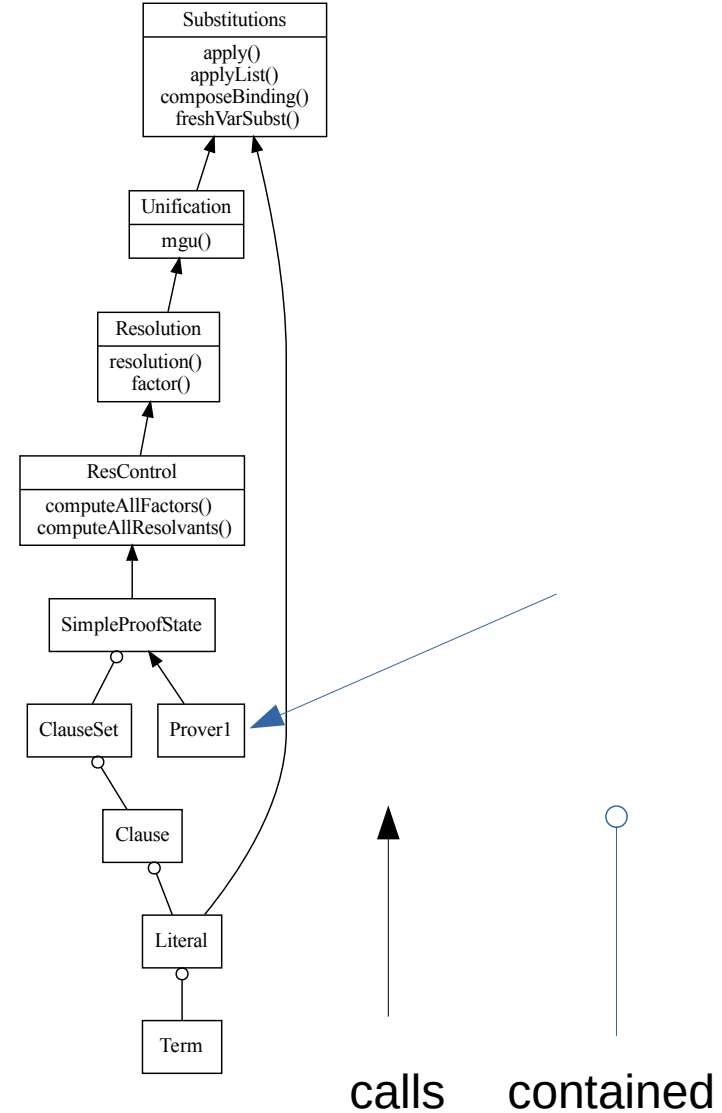 Substitutions
apply()
applyList()
composeBinding()
freshVarSubst()
Unification
mgu()
Resolution
resolution()
factor()
ResControl
computeAllFactors()
computeAllResolvants()
SimpleProofState
ClauseSet
Prover1
Clause
Literal
Term
calls
contained